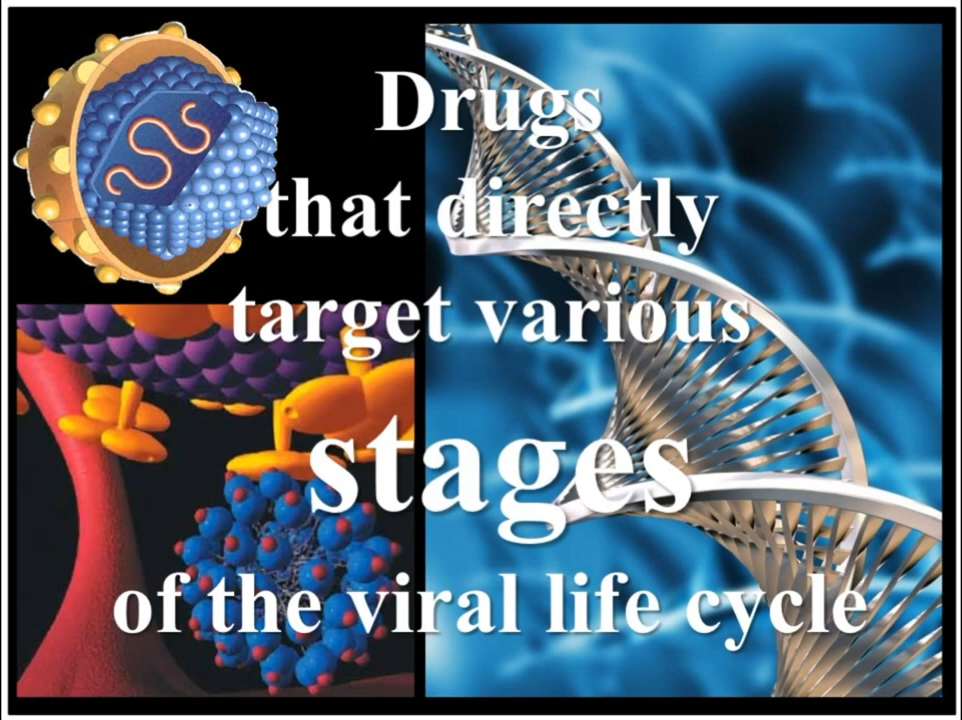 Drugs
that directly
target various
stages
of the viral life cycle